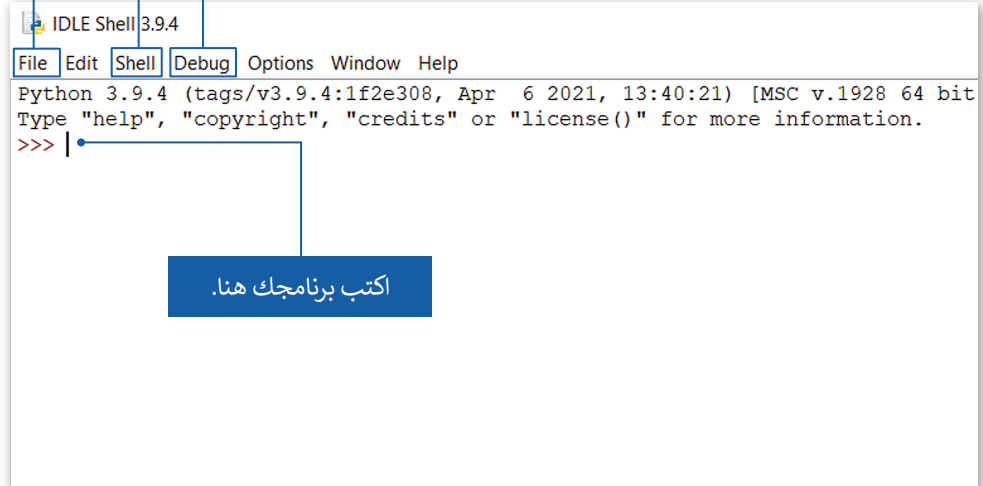 IDLE Shell 3.9.4
File Edit Shell Debug Options Window Help
Python 3.9.4 (tags/v3.9.4:1f2e308, Apr  6 2021, 13:40:21) [MSC v.1928 64 bit
Type "help", "copyright", "credits" or "license()" for more information.
>>>
اكتب برنامجك هنا.